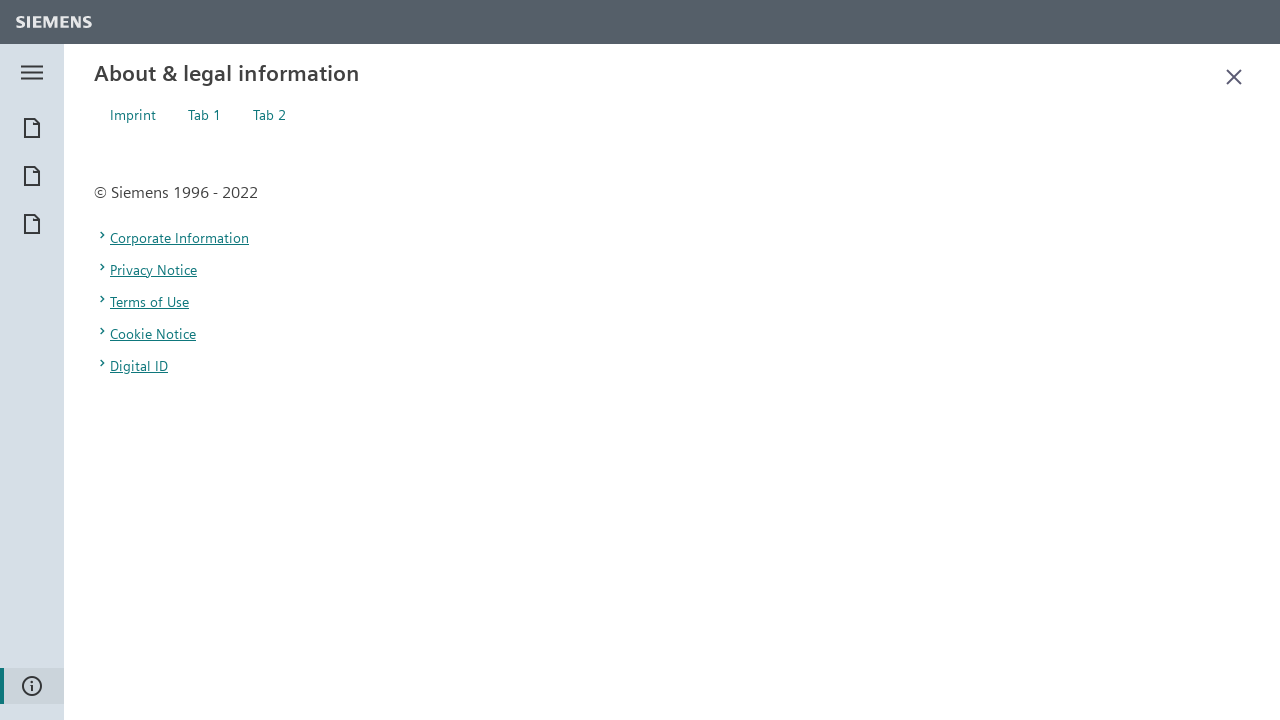 SIEMENS
About & legal information
Imprint Tab 1 Tab 2
© Siemens 1996 - 2022
Corporate Information
Privacy Notice
Terms of Use
Cookie Notice
Digital ID